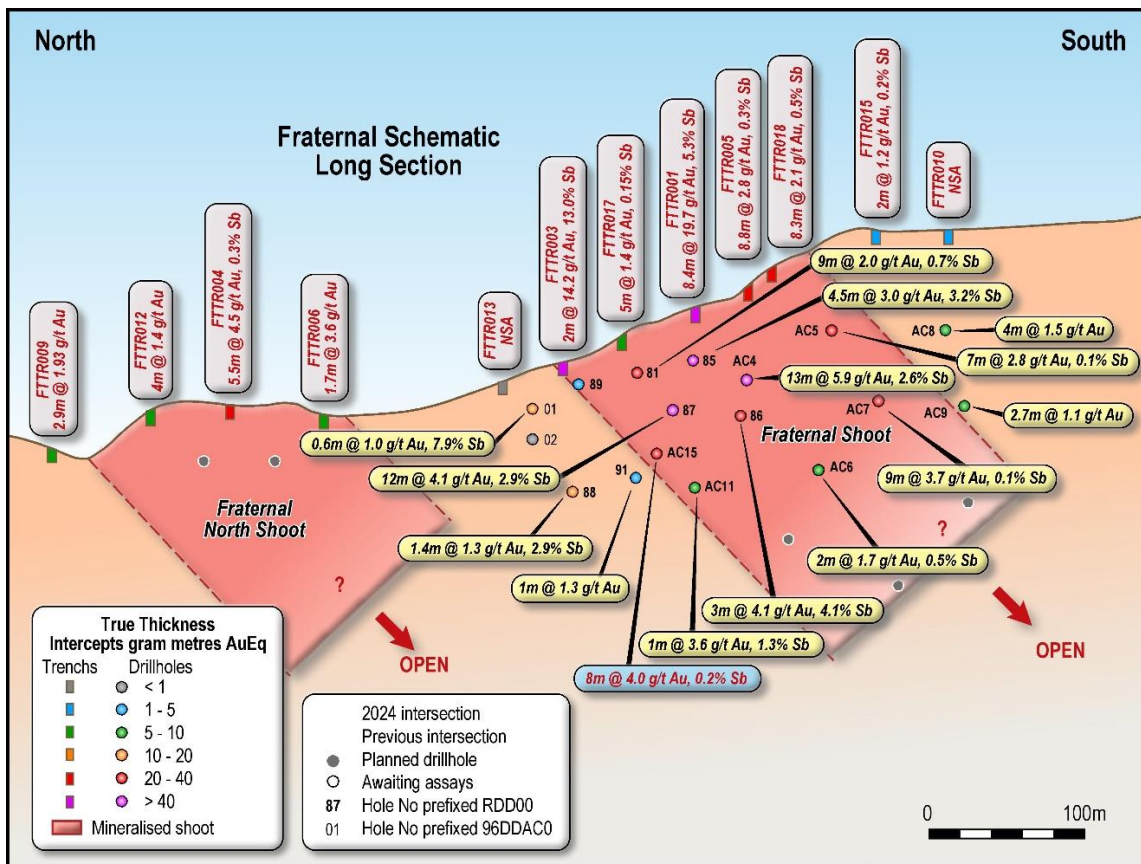 North
South
Fraternal Schematic
Long Section
FTTR009
2.9m @ 1.93 g/t Au
FTTR012
4m @ 1.4 g/t Au
FTTR004
5.5m @ 4.5 g/t Au, 0.3% Sb
FTTR006
1.7m @ 3.6 g/t Au
FTTR013
NSA
FTTR003
2m @ 14.2 g/t Au, 13.0% Sb
FTTR017
5m @ 1.4 g/t Au, 0.15% Sb
FTTR001
8.4m @ 19.7 g/t Au, 5.3% Sb
FTTR005
8.8m @ 2.8 g/t Au, 0.3% Sb
FTTR018
8.3m @ 2.1 g/t Au, 0.5% Sb
FTTR015
2m @ 1.2 g/t Au, 0.2% Sb
FTTR010
NSA
9m @ 2.0 g/t Au, 0.7% Sb
4.5m @ 3.0 g/t Au, 3.2% Sb
AC5
AC8
4m @ 1.5 g/t Au
7m @ 2.8 g/t Au, 0.1% Sb
85
AC4
81
89
13m @ 5.9 g/t Au, 2.6% Sb
01
87
86
AC7
AC9
2.7m @ 1.1 g/t Au
Fraternal Shoot
02
0.6m @ 1.0 g/t Au, 7.9% Sb
AC15
AC6
12m @ 4.1 g/t Au, 2.9% Sb
91
88
AC11
9m @ 3.7 g/t Au, 0.1% Sb
Fraternal
North Shoot
?
1.4m @ 1.3 g/t Au, 2.9% Sb
2m @ 1.7 g/t Au, 0.5% Sb
1m @ 1.3 g/t Au
?
3m @ 4.1 g/t Au, 4.1% Sb
1m @ 3.6 g/t Au, 1.3% Sb
OPEN
OPEN
8m @ 4.0 g/t Au, 0.2% Sb
True Thickness
Intercepts gram metres AuEq
Trenchs Drillholes
< 1
1 - 5
5 - 10
10 - 20
20 - 40
> 40
Mineralised shoot
2024 intersection
Previous intersection
Planned drillhole
Awaiting assays
87 Hole No prefixed RDD00
01 Hole No prefixed 96DDAC0
0 100m